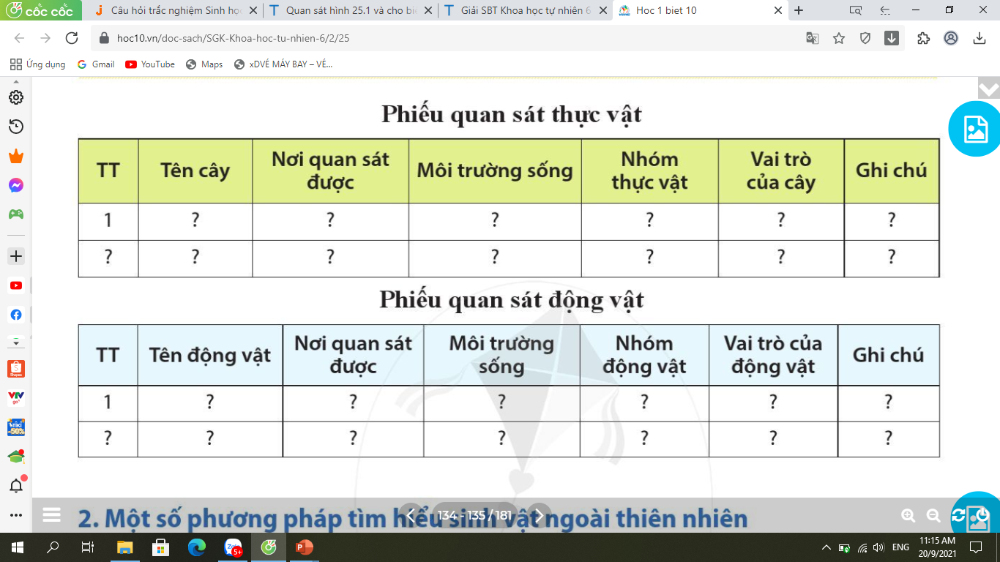 cốc cốc
Câu hỏi trắc nghiệm Sinh học
Quan sát hình 25.1 và cho biế
Giải SBT Khoa học tự nhiên 6
Hoc 1 biet 10
hoc10.vn/doc-sach/SGK-Khoa-hoc-tu-nhien-6/2/25
Ứng dụng
Gmail
YouTube
Maps
xDVÉ MÁY BAY – VÉ...
Phiếu quan sát thực vật
TT Tên cây Nơi quan sát được Môi trường sống Nhóm thực vật Vai trò của cây Ghi chú
1 ? ? ? ? ? ?
? ? ? ? ? ? ?
Phiếu quan sát động vật
TT Tên động vật Nơi quan sát được Môi trường sống Nhóm động vật Vai trò của động vật Ghi chú
1 ? ? ? ? ? ?
? ? ? ? ? ? ?
134 - 135 / 181
2. Một số phương pháp tìm hiểu sinh vật ngoài thiên nhiên
ENG
11:15 AM
20/9/2021